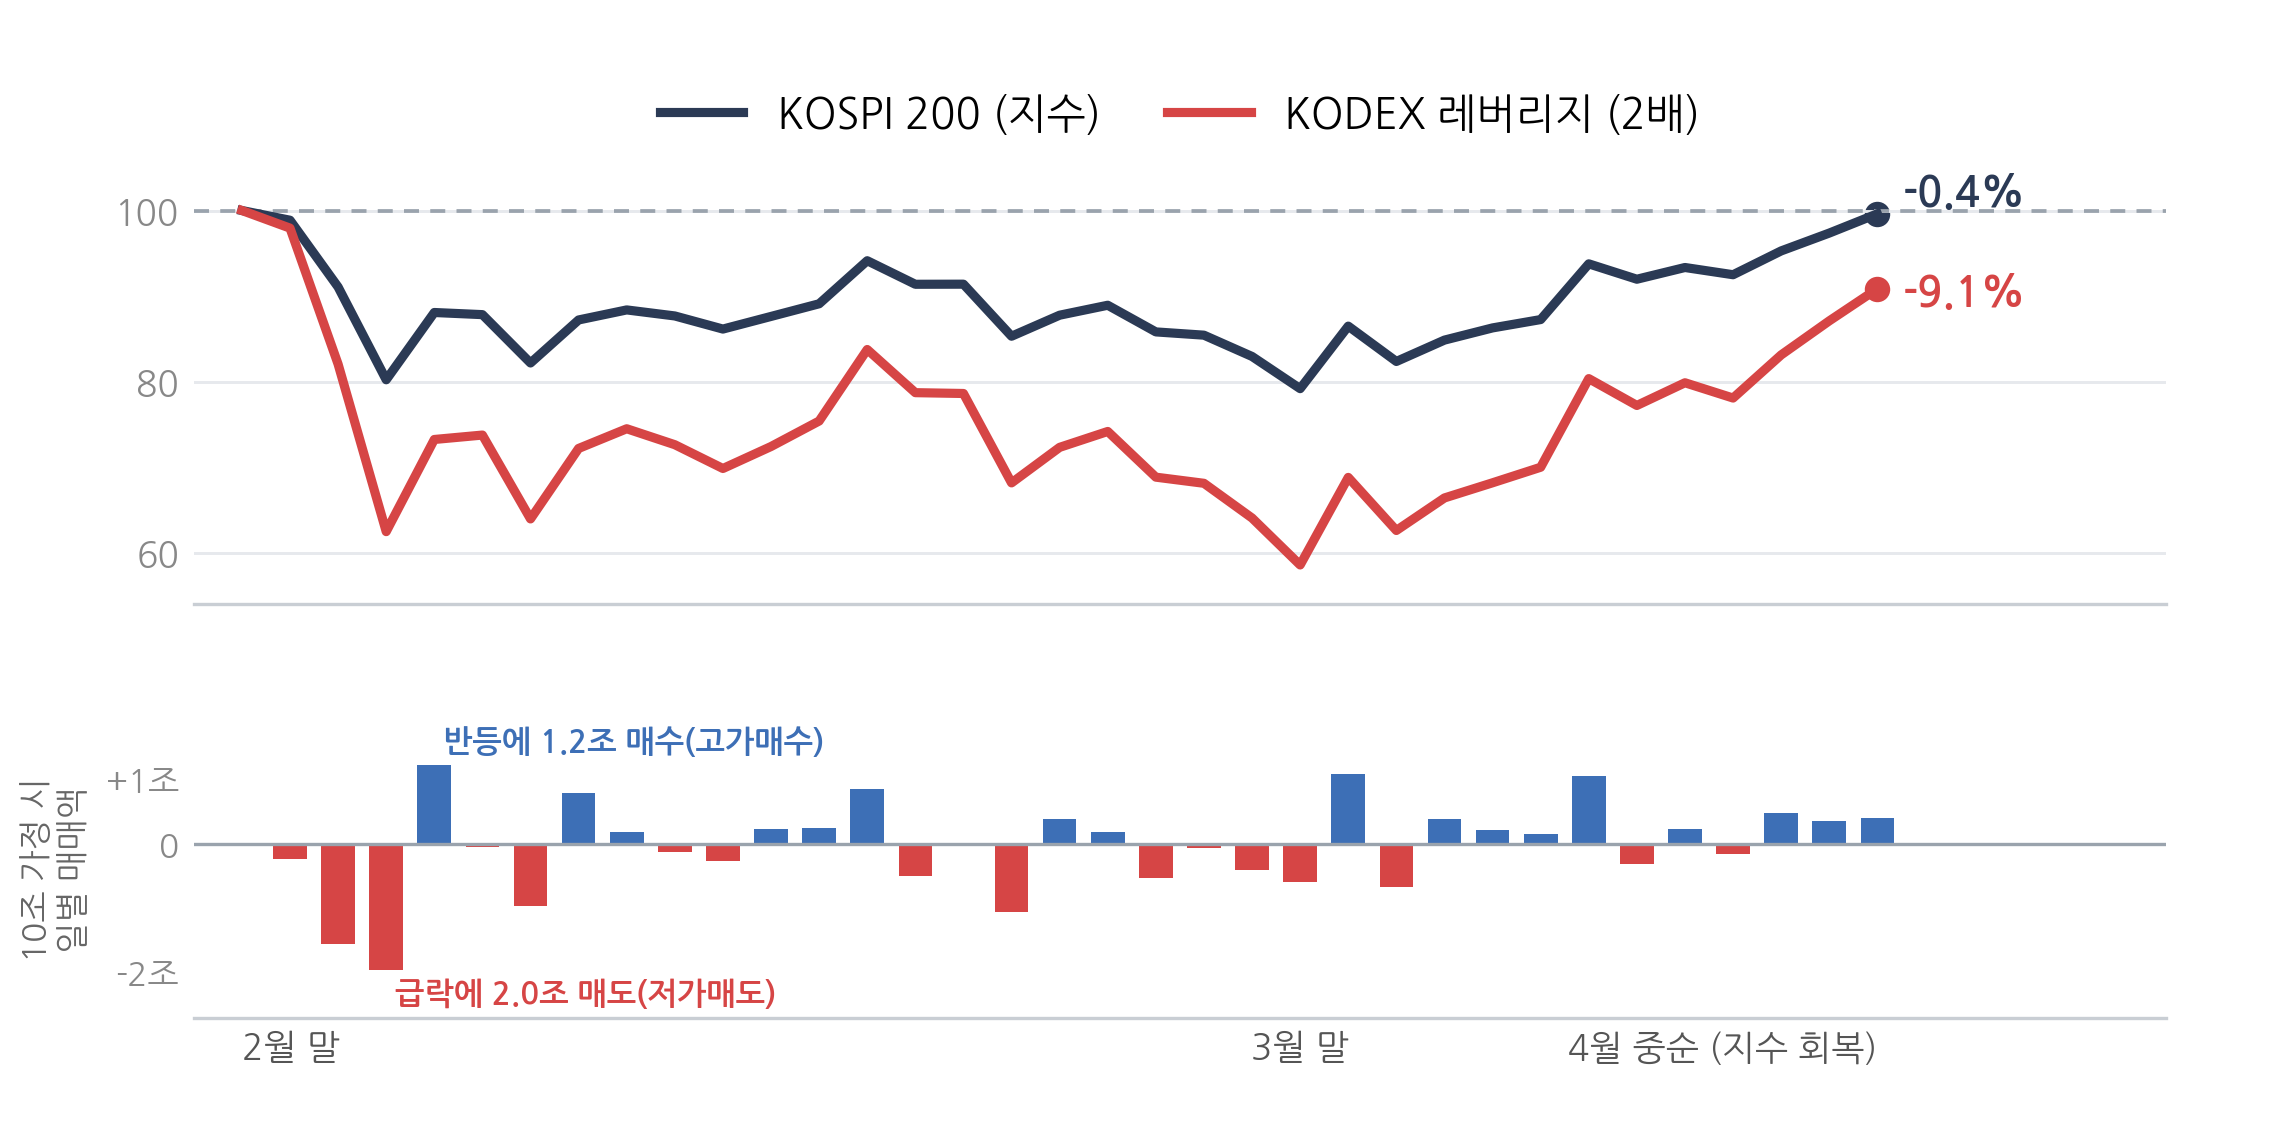 KOSPI 200 (지수)
KODEX 레버리지 (2배)
100
80
60
-0.4%
-9.1%
반등에 1.2조 매수(고가매수)
+1조
0
-2조
10조 가정 시
일별 매매액
급락에 2.0조 매도(저가매도)
2월 말
3월 말
4월 중순 (지수 회복)